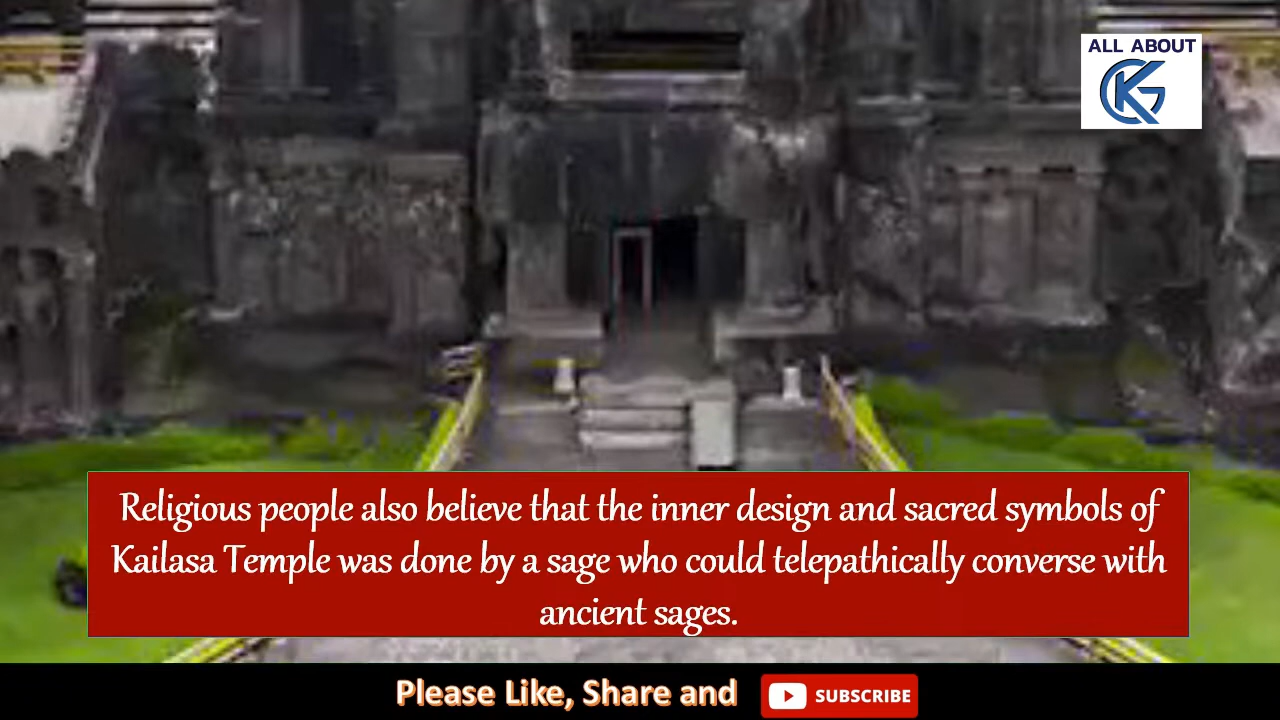 ALL ABOUT
GK
Religious people also believe that the inner design and sacred symbols of
Kailasa Temple was done by a sage who could telepathically converse with
ancient sages.
Please Like, Share and
SUBSCRIBE